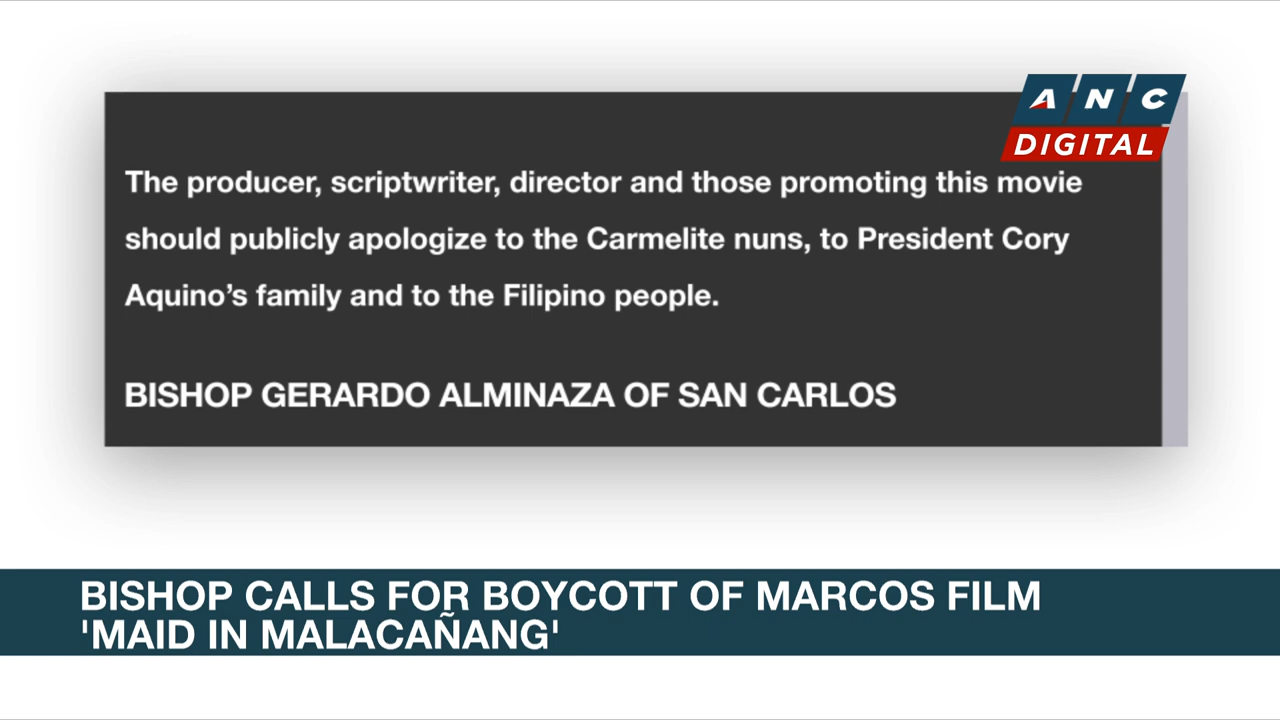 ANC
DIGITAL
The producer, scriptwriter, director and those promoting this movie
should publicly apologize to the Carmelite nuns, to President Cory
Aquino’s family and to the Filipino people.
BISHOP GERARDO ALMINAZA OF SAN CARLOS
BISHOP CALLS FOR BOYCOTT OF MARCOS FILM
'MAID IN MALACAÑANG'